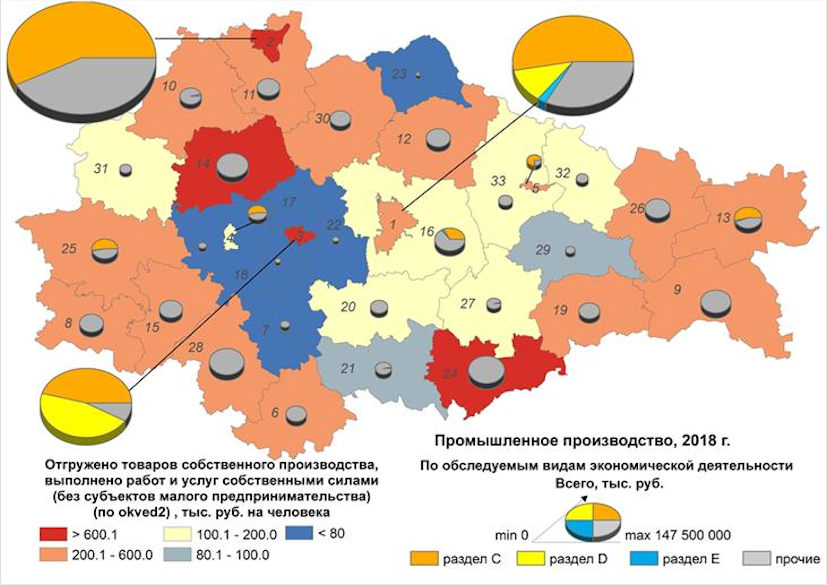 2
23
10
11
30
12
31
14
33
32
5
17
1
26
13
4
3
22
16
25
29
18
9
20
27
19
8
15
7
28
21
24
6
Промышленное производство, 2018 г.
Отгружено товаров собственного производства,
выполнено работ и услуг собственными силами
(без субъектов малого предпринимательства)
(по okved2) , тыс. руб. на человека
> 600.1
100.1 - 200.0
< 80
200.1 - 600.0
80.1 - 100.0
По обследуемым видам экономической деятельности
Всего, тыс. руб.
min 0
max 147 500 000
раздел C
раздел D
раздел E
прочие